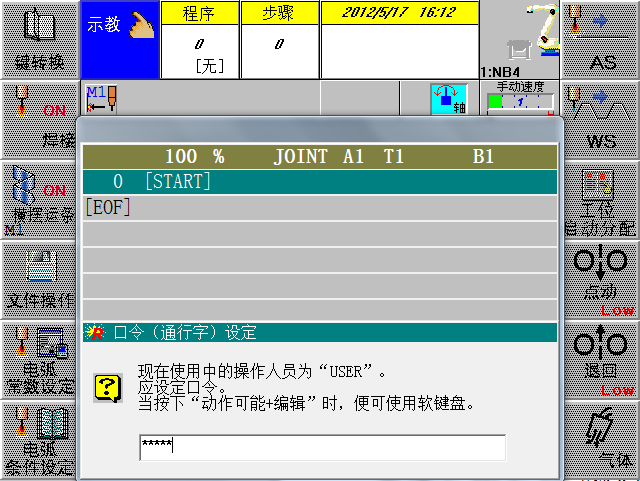 示教
程序
步骤
2012/5/17 16:12
0
0
[无]
1:NB4
键转换
AS
M1
轴
手动速度
1
ON
焊接
WS
100 % JOINT A1 T1 B1
0 [START]
[EOF]
ON
横摆运条
M1
工位
自动分配
文件操作
点动
Low
口令（通行字）设定
现在使用中的操作人员为“USER”。
应设定口令。
当按下“动作可能+编辑”时，便可使用软键盘。
*****
电弧
常数设定
退回
Low
电弧
条件设定
气体